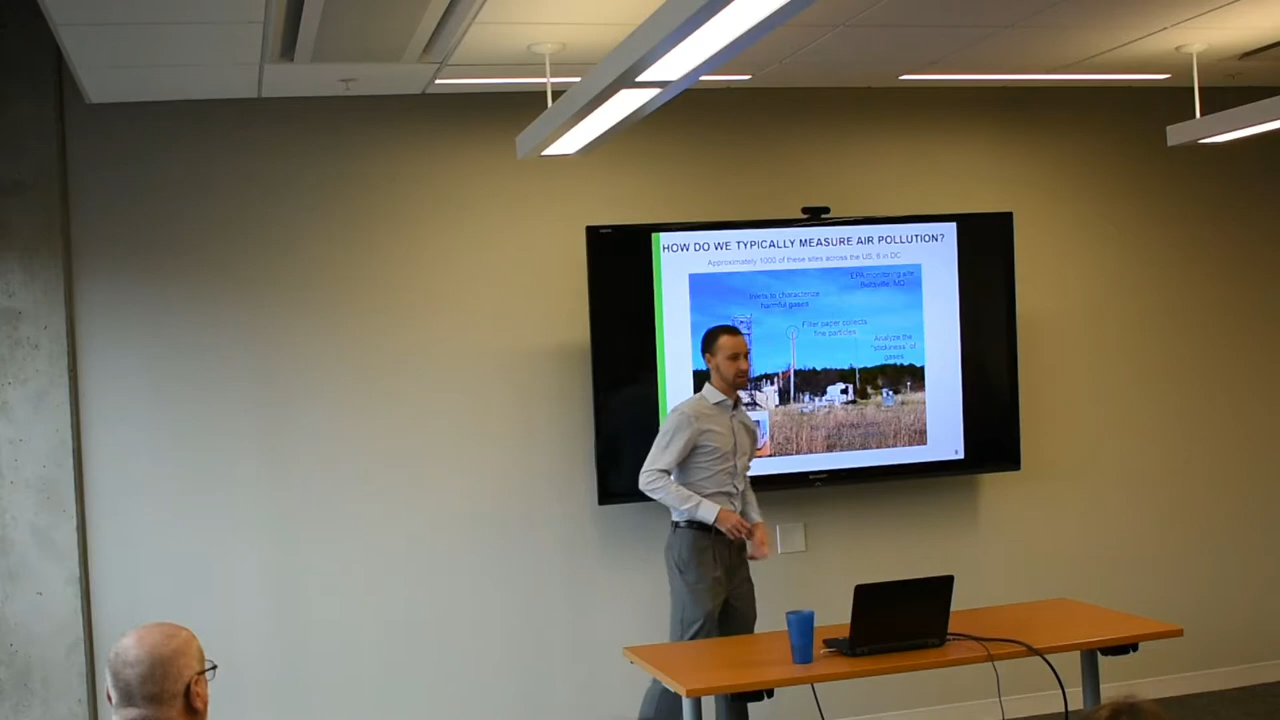 HOW DO WE TYPICALLY MEASURE AIR POLLUTION?
Approximately 1000 of these sites across the US, 6 in DC
EPA monitoring site
Beltsville, MD
Inlets to characterize
harmful gases
Filter paper collects
fine particles
Analyze the
"stickiness" of
gases